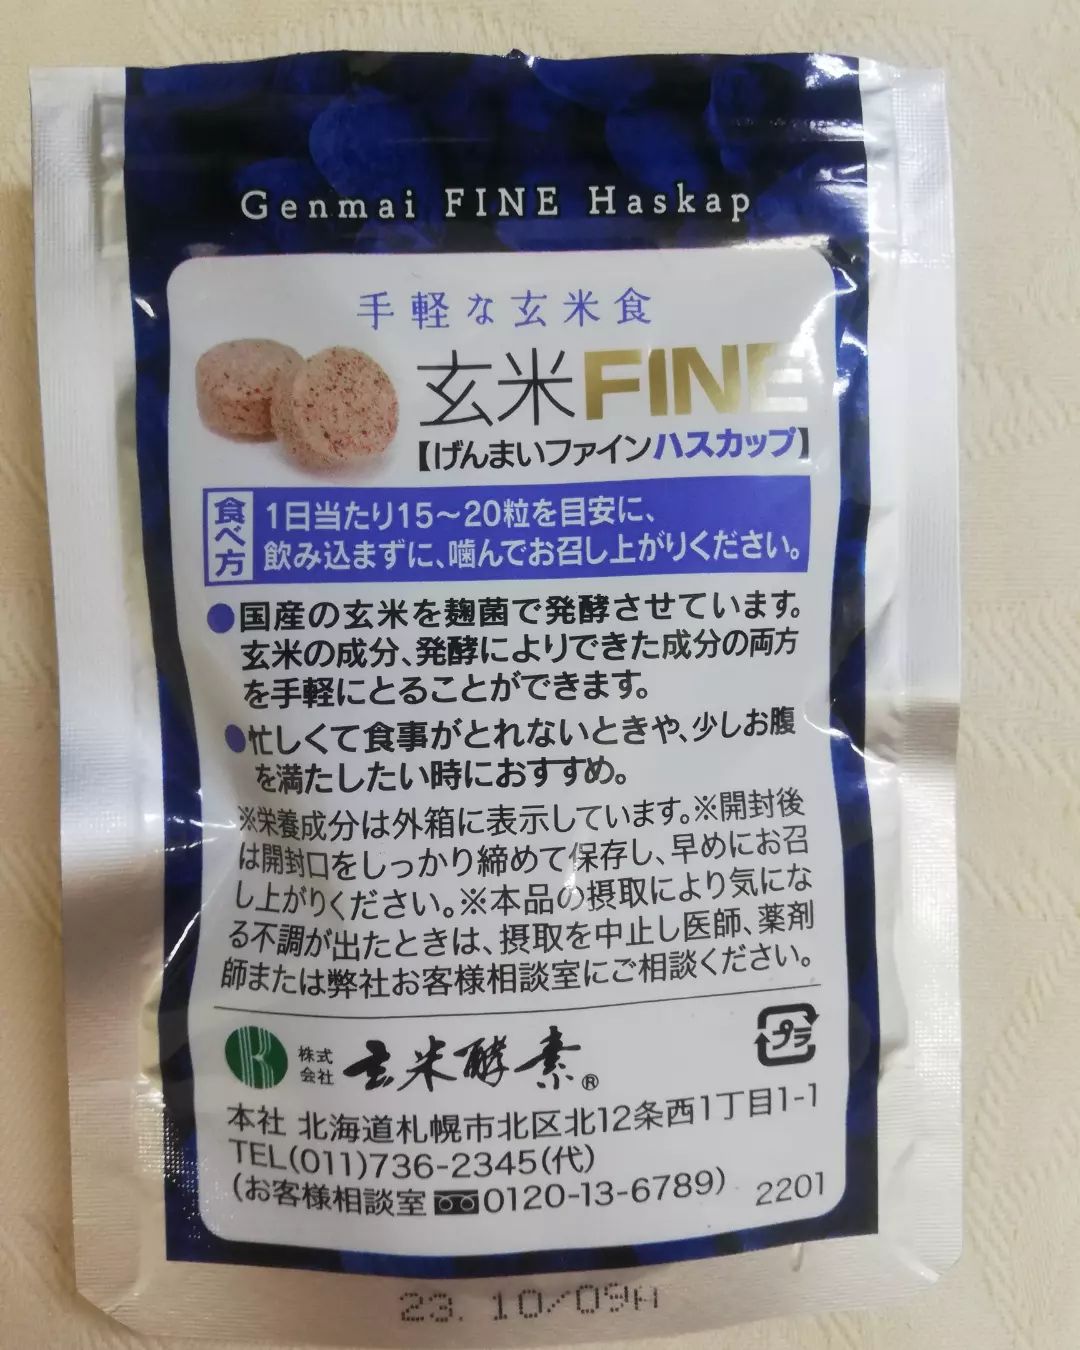 Genmai FINE Haskap
手軽な玄米食
玄米FINE
【げんまいファインハスカップ】
食べ方
1日当たり15～20粒を目安に、
飲み込まずに、噛んでお召し上がりください。
●国産の玄米を麹菌で発酵させています。
玄米の成分、発酵によりできた成分の両方
を手軽にとることができます。
●忙しくて食事がとれないときや、少しお腹
を満たしたい時におすすめ。
※栄養成分は外箱に表示しています。※開封後
は開封口をしっかり締めて保存し、早めにお召
し上がりください。※本品の摂取により気にな
る不調が出たときは、摂取を中止し医師、薬剤
師または弊社お客様相談室にご相談ください。
株式会社 玄米酵素®
プラ
本社 北海道札幌市北区北12条西1丁目1-1
TEL(011)736-2345(代)
(お客様相談室 0120-13-6789)
2201
23. 10/09A